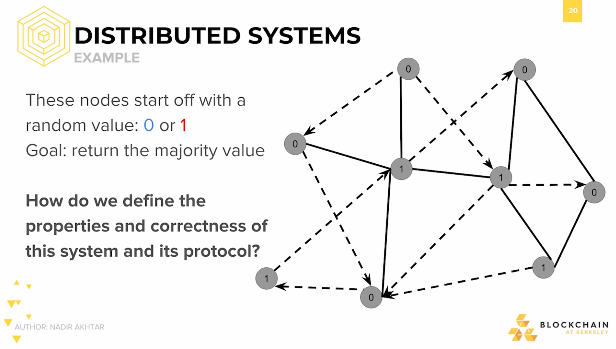 20
DISTRIBUTED SYSTEMS
EXAMPLE
These nodes start off with a
random value: 0 or 1
Goal: return the majority value
How do we define the
properties and correctness of
this system and its protocol?
0
0
0
1
1
0
1
1
0
AUTHOR: NADIR AKHTAR
BLOCKCHAIN
AT BERKELEY